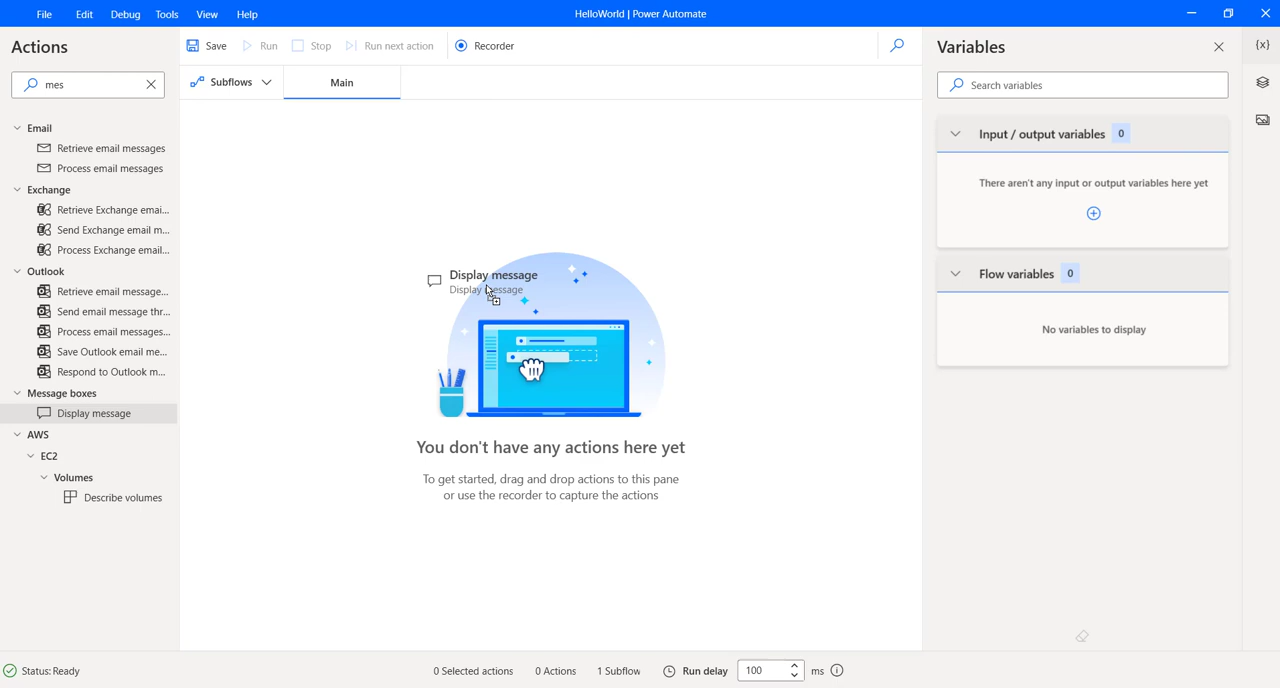 File Edit Debug Tools View Help
HelloWorld | Power Automate
Actions
mes
Email
Retrieve email messages
Process email messages
Exchange
Retrieve Exchange emai...
Send Exchange email m...
Process Exchange email...
Outlook
Retrieve email message...
Send email message thr...
Process email messages...
Save Outlook email me...
Respond to Outlook m...
Message boxes
Display message
AWS
EC2
Volumes
Describe volumes
Save Run Stop Run next action Recorder
Subflows Main
Display message
Display message
You don't have any actions here yet
To get started, drag and drop actions to this pane
or use the recorder to capture the actions
Variables
{x}
Search variables
Input / output variables 0
There aren't any input or output variables here yet
Flow variables 0
No variables to display
Status: Ready 0 Selected actions 0 Actions 1 Subflow Run delay 100 ms